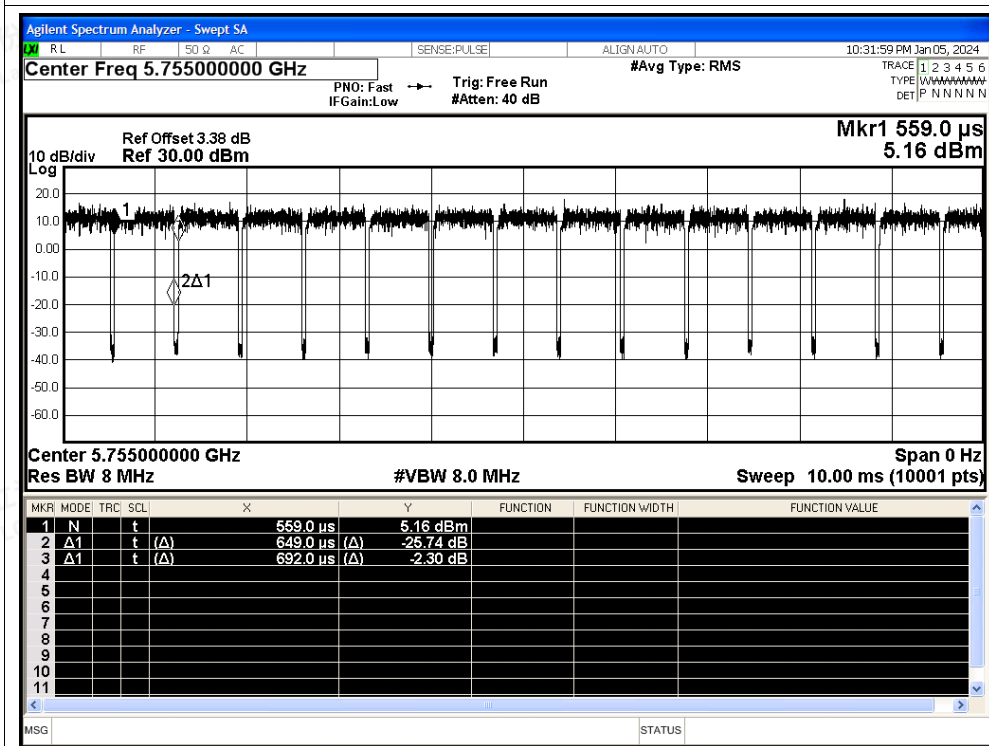 Agilent Spectrum Analyzer - Swept SA
LXI RL RF 50 Ω AC SENSE:PULSE ALIGN AUTO 10:31:59 PM Jan 05, 2024
Center Freq 5.755000000 GHz #Avg Type: RMS TRACE 1 2 3 4 5 6
PNO: Fast Trig: Free Run TYPE WWWWWW
IFGain:Low #Atten: 40 dB DET P N N N N N
Mkr1 559.0 µs
5.16 dBm
Ref Offset 3.38 dB
10 dB/div Ref 30.00 dBm
Log
20.0
1
10.0
0.00
-10.0
2Δ1
-20.0
-30.0
-40.0
-50.0
-60.0
Center 5.755000000 GHz Span 0 Hz
Res BW 8 MHz #VBW 8.0 MHz Sweep 10.00 ms (10001 pts)
MKR MODE TRC SCL X Y FUNCTION FUNCTION WIDTH FUNCTION VALUE
1 N t 559.0 µs 5.16 dBm
2 Δ1 t (Δ) 649.0 µs (Δ) -25.74 dB
3 Δ1 t (Δ) 692.0 µs (Δ) -2.30 dB
4
5
6
7
8
9
10
11
MSG STATUS